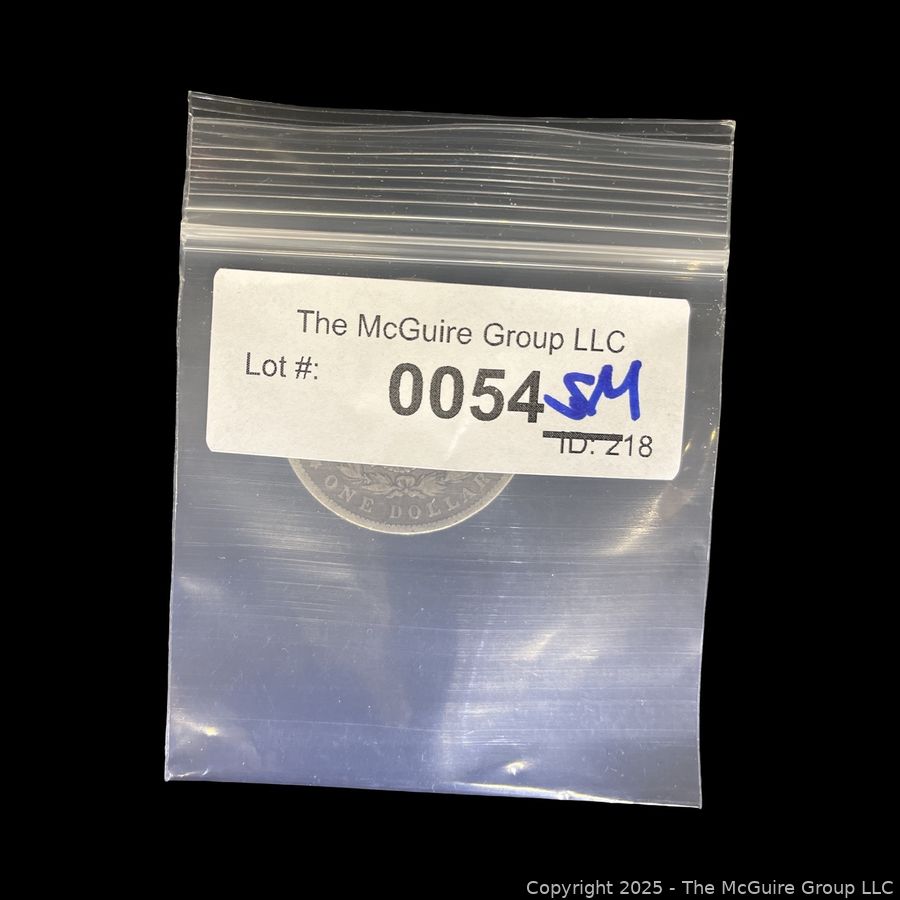 The McGuire Group LLC
Lot #: 0054 SM
ID: 218
ONE DOLLAR
Copyright 2025 - The McGuire Group LLC